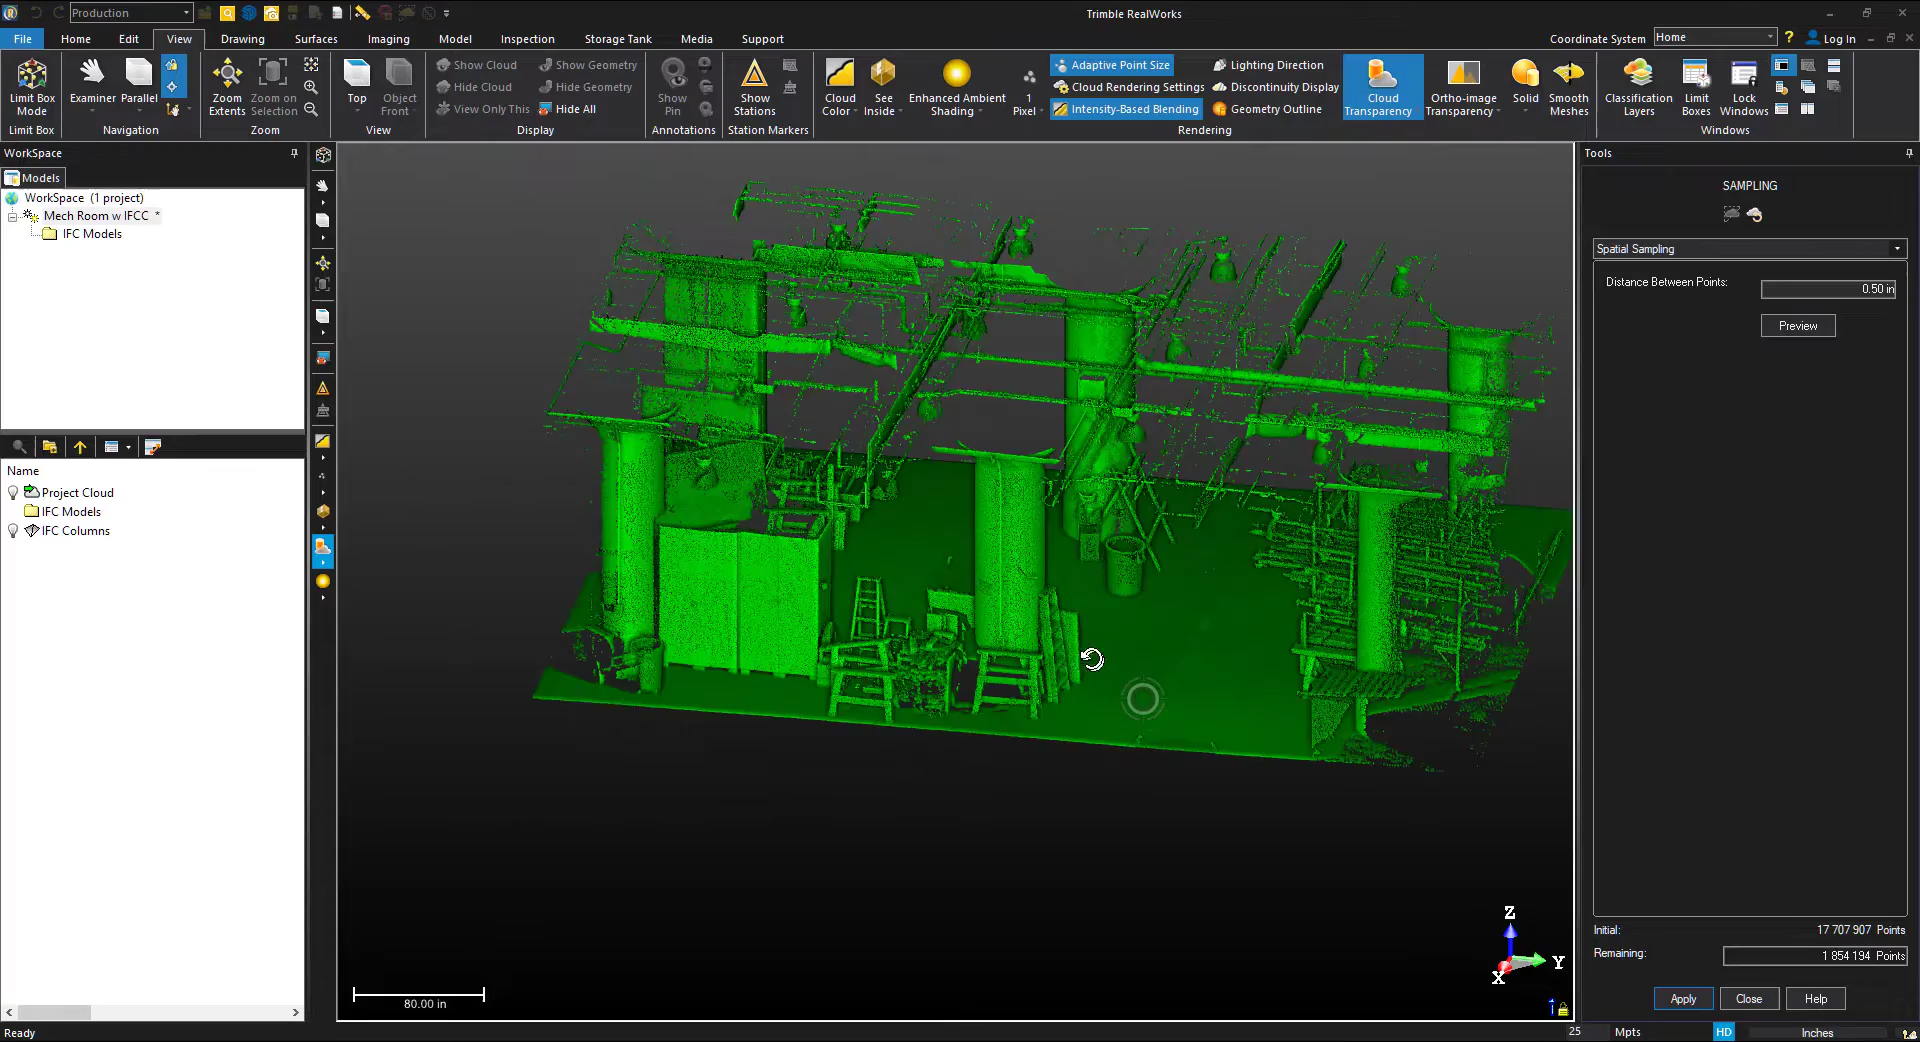 Production
Trimble RealWorks
File
Home
Edit
View
Drawing
Surfaces
Imaging
Model
Inspection
Storage Tank
Media
Support
Coordinate System
Home
?
Log In
Limit Box
Mode
Limit Box
Examiner
Parallel
Navigation
Zoom
Extents
Zoom on
Selection
Zoom
Top
Object
Front
View
Show Cloud
Hide Cloud
View Only This
Show Geometry
Hide Geometry
Hide All
Display
Show
Pin
Annotations
Show
Stations
Station Markers
Cloud
Color
See
Inside
Enhanced Ambient
Shading
1
Pixel
Adaptive Point Size
Cloud Rendering Settings
Intensity-Based Blending
Lighting Direction
Discontinuity Display
Geometry Outline
Rendering
Cloud
Transparency
Ortho-image
Transparency
Solid
Smooth
Meshes
Classification
Layers
Limit
Boxes
Lock
Windows
Windows
WorkSpace
Models
WorkSpace (1 project)
Mech Room w IFCC *
IFC Models
Name
Project Cloud
IFC Models
IFC Columns
Tools
SAMPLING
Spatial Sampling
Distance Between Points:
0.50 in
Preview
Initial:
17 707 907 Points
Remaining:
1 854 194 Points
Apply
Close
Help
Z
Y
X
80.00 in
Ready
25
Mpts
HD
Inches